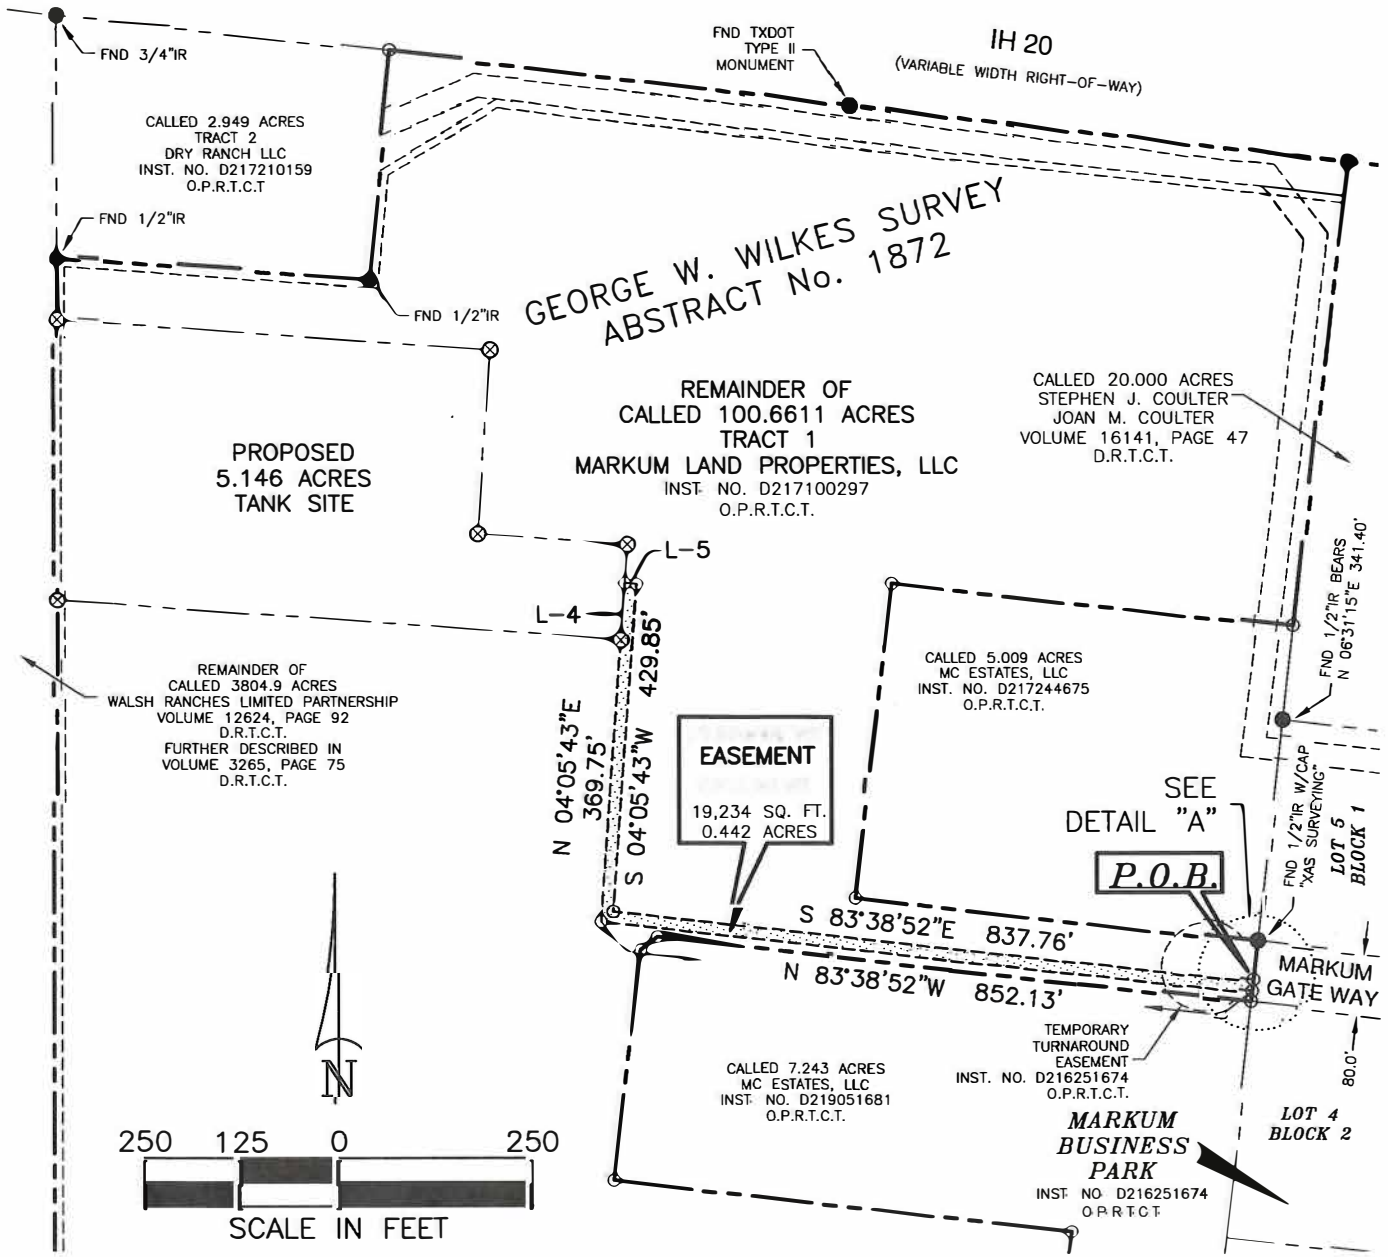 IH 20
(VARIABLE WIDTH RIGHT-OF-WAY)
FND TXDOT
TYPE II
MONUMENT
FND 3/4"IR
CALLED 2.949 ACRES
TRACT 2
DRY RANCH LLC
INST. NO. D217210159
O.P.R.T.C.T
FND 1/2"IR
FND 1/2"IR
GEORGE W. WILKES SURVEY
ABSTRACT No. 1872
REMAINDER OF
CALLED 100.6611 ACRES
TRACT 1
MARKUM LAND PROPERTIES, LLC
INST. NO. D217100297
O.P.R.T.C.T.
CALLED 20.000 ACRES
STEPHEN J. COULTER
JOAN M. COULTER
VOLUME 16141, PAGE 47
D.R.T.C.T.
PROPOSED
5.146 ACRES
TANK SITE
L-5
L-4
FND 1/2"IR BEARS
N 06°31'15"E 341.40'
REMAINDER OF
CALLED 3804.9 ACRES
WALSH RANCHES LIMITED PARTNERSHIP
VOLUME 12624, PAGE 92
D.R.T.C.T.
FURTHER DESCRIBED IN
VOLUME 3265, PAGE 75
D.R.T.C.T.
N 04°05'43"E
369.75'
S 04°05'43"W 429.85'
CALLED 5.009 ACRES
MC ESTATES, LLC
INST. NO. D217244675
O.P.R.T.C.T.
EASEMENT
19,234 SQ. FT.
0.442 ACRES
SEE
DETAIL "A"
P.O.B.
FND 1/2"IR W/CAP
"XAS SURVEYING"
LOT 5
BLOCK 1
S 83°38'52"E 837.76'
N 83°38'52"W 852.13'
MARKUM
GATE WAY
80.0'
TEMPORARY
TURNAROUND
EASEMENT
INST. NO. D216251674
O.P.R.T.C.T.
CALLED 7.243 ACRES
MC ESTATES, LLC
INST. NO. D219051681
O.P.R.T.C.T.
MARKUM
BUSINESS
PARK
INST NO D216251674
O.P.R.T.C.T
LOT 4
BLOCK 2
N
250 125 0 250
SCALE IN FEET